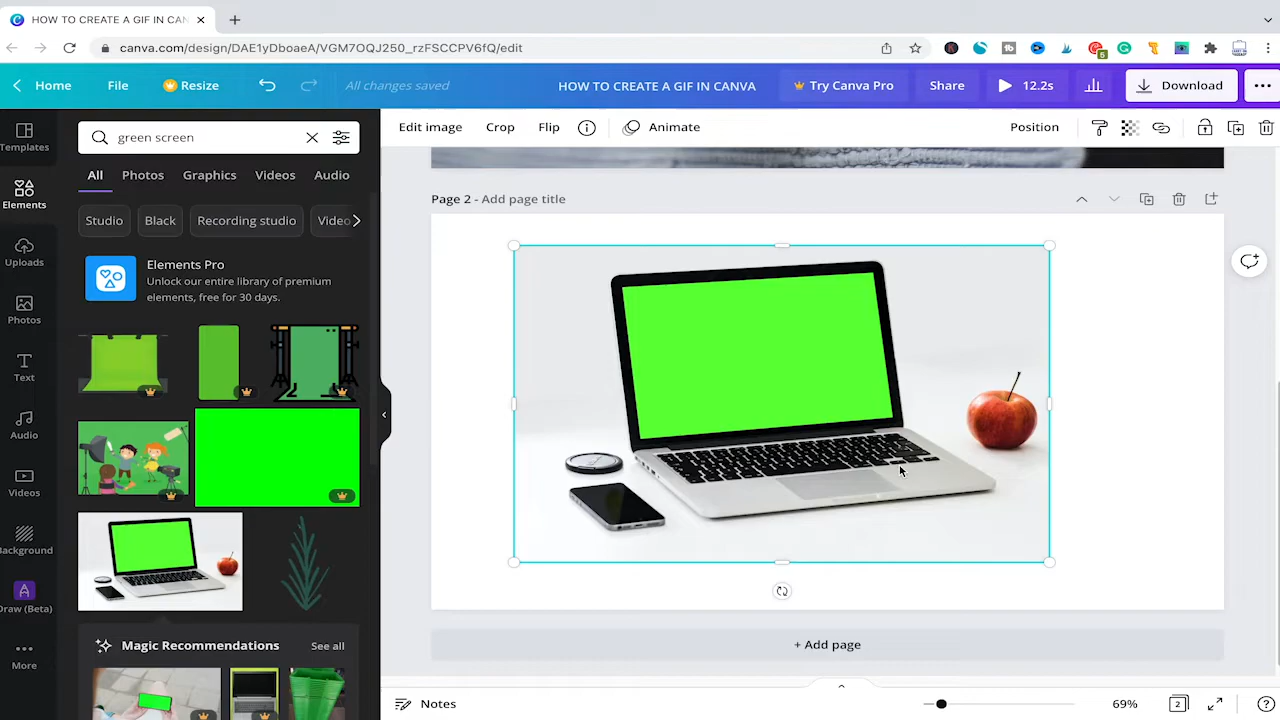 HOW TO CREATE A GIF IN CAN
canva.com/design/DAE1yDboaeA/VGM7OQJ250_rzFSCCPV6fQ/edit
5
Home
File
Resize
All changes saved
HOW TO CREATE A GIF IN CANVA
Try Canva Pro
Share
12.2s
Download
Templates
Elements
Uploads
Photos
Text
Audio
Videos
Background
Draw (Beta)
More
green screen
All
Photos
Graphics
Videos
Audio
Studio
Black
Recording studio
Video
Elements Pro
Unlock our entire library of premium
elements, free for 30 days.
Magic Recommendations
See all
Edit image
Crop
Flip
Animate
Position
Page 2 - Add page title
+ Add page
Notes
69%
2